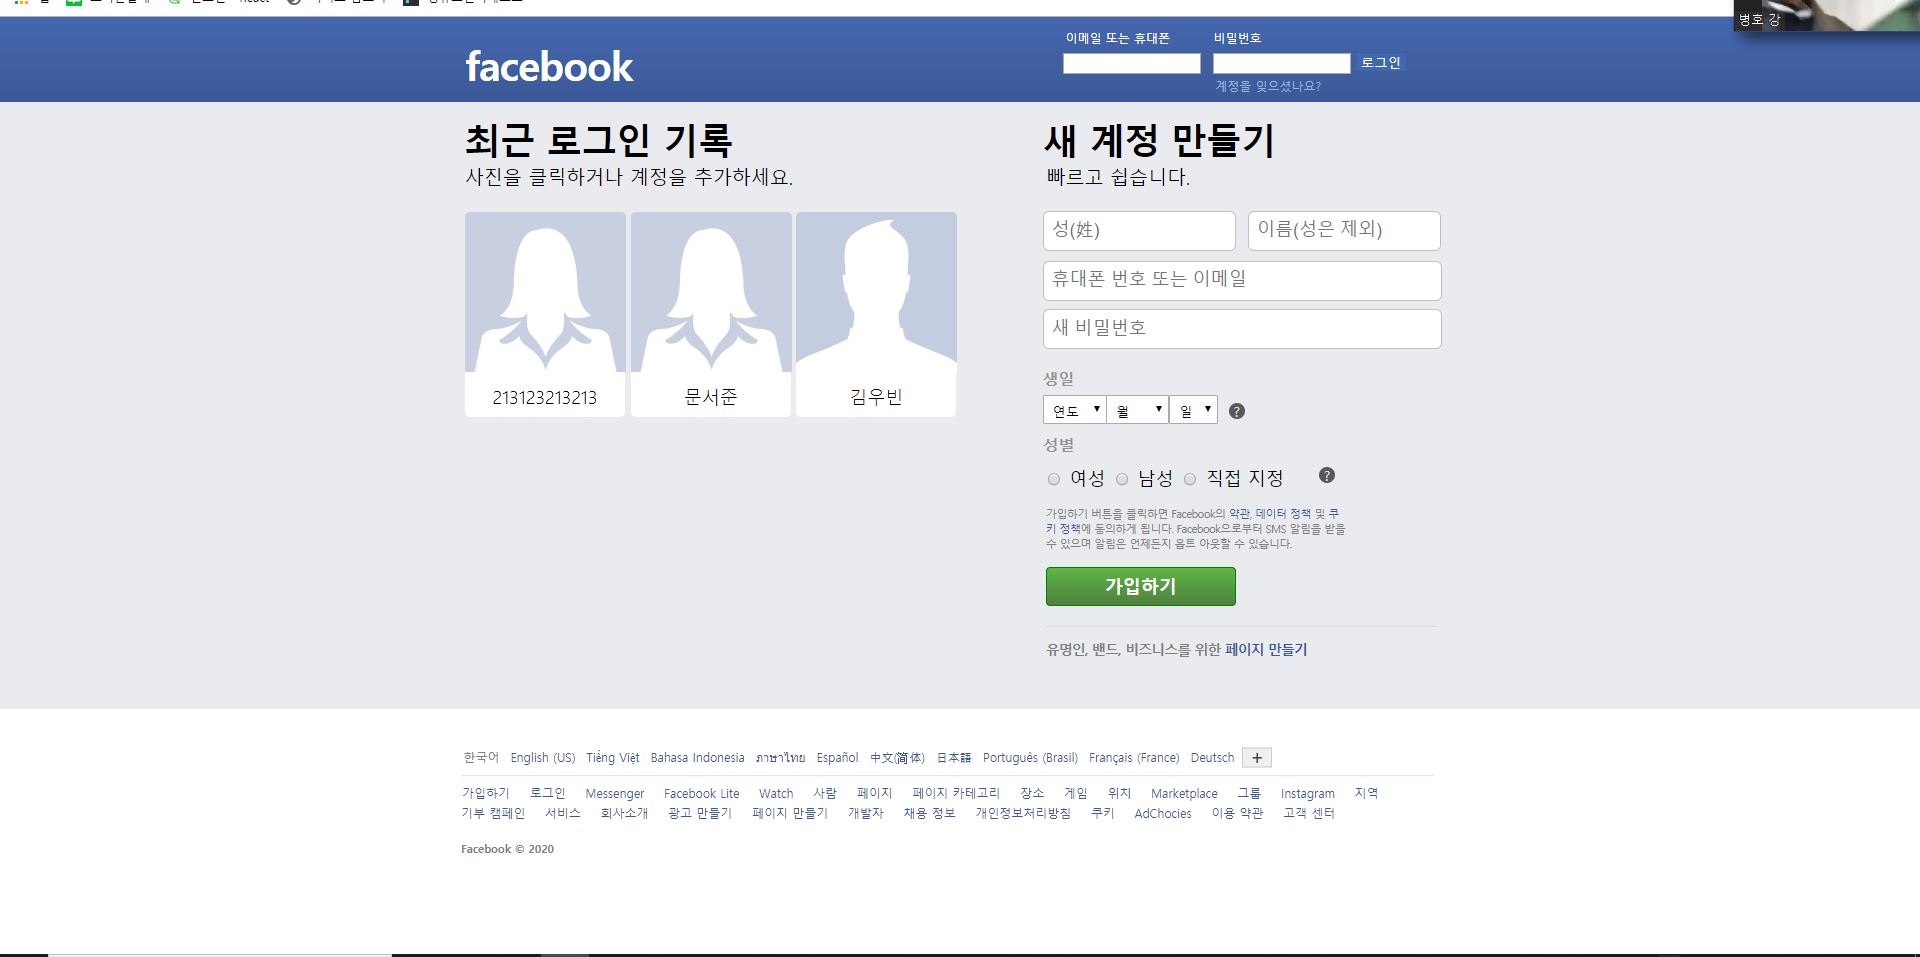 병호 강
이메일 또는 휴대폰
비밀번호
facebook
로그인
계정을 잊으셨나요?
최근 로그인 기록
사진을 클릭하거나 계정을 추가하세요.
213123213213
문서준
김우빈
새 계정 만들기
빠르고 쉽습니다.
성(姓)
이름(성은 제외)
휴대폰 번호 또는 이메일
새 비밀번호
생일
연도 월 일
성별
여성 남성 직접 지정
가입하기 버튼을 클릭하면 Facebook의 약관, 데이터 정책 및 쿠
키 정책에 동의하게 됩니다. Facebook으로부터 SMS 알림을 받을
수 있으며 알림은 언제든지 옵트 아웃할 수 있습니다.
가입하기
유명인, 밴드, 비즈니스를 위한 페이지 만들기
한국어 English (US) Tiếng Việt Bahasa Indonesia ภาษาไทย Español 中文(简体) 日本語 Português (Brasil) Français (France) Deutsch +
가입하기 로그인 Messenger Facebook Lite Watch 사람 페이지 페이지 카테고리 장소 게임 위치 Marketplace 그룹 Instagram 지역
기부 캠페인 서비스 회사소개 광고 만들기 페이지 만들기 개발자 채용 정보 개인정보처리방침 쿠키 AdChocies 이용 약관 고객 센터
Facebook © 2020